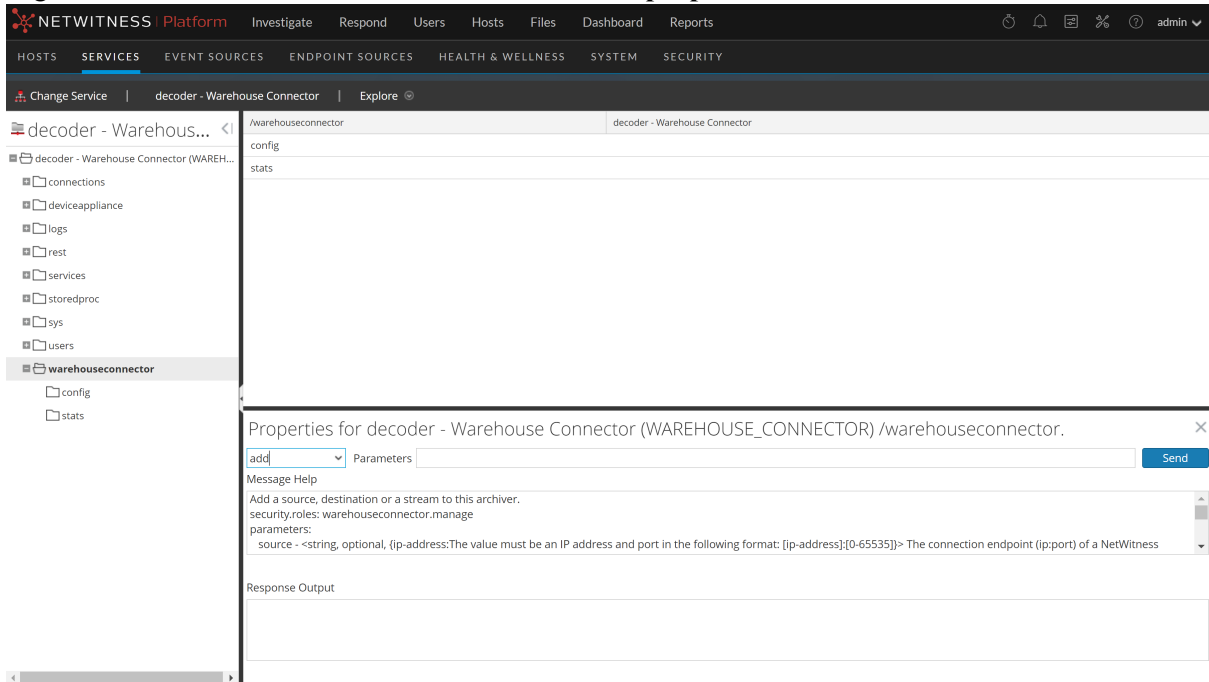 NETWITNESS Platform Investigate Respond Users Hosts Files Dashboard Reports admin
HOSTS SERVICES EVENT SOURCES ENDPOINT SOURCES HEALTH & WELLNESS SYSTEM SECURITY
Change Service | decoder - Warehouse Connector | Explore
decoder - Warehous...
decoder - Warehouse Connector (WAREH...
connections
deviceappliance
logs
rest
services
storedproc
sys
users
warehouseconnector
config
stats
/warehouseconnector decoder - Warehouse Connector
config
stats
Properties for decoder - Warehouse Connector (WAREHOUSE_CONNECTOR) /warehouseconnector.
add Parameters Send
Message Help
Add a source, destination or a stream to this archiver.
security.roles: warehouseconnector.manage
parameters:
source - <string, optional, {ip-address:The value must be an IP address and port in the following format: [ip-address]:[0-65535]}> The connection endpoint (ip:port) of a NetWitness
Response Output